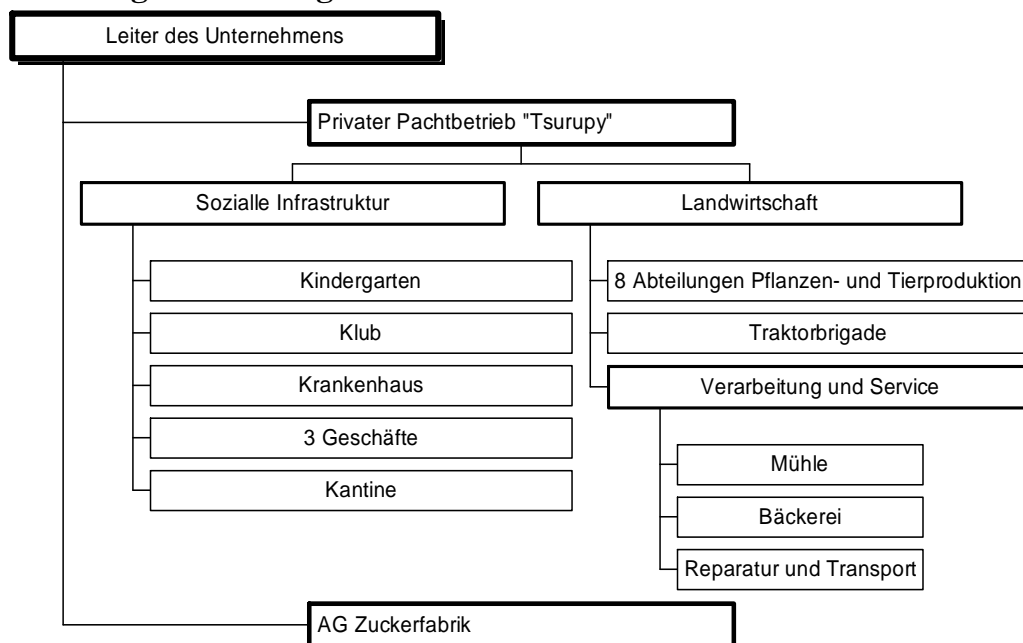 Leiter des Unternehmens
Privater Pachtbetrieb "Tsurupy"
Sozialle Infrastruktur
Landwirtschaft
Kindergarten
8 Abteilungen Pflanzen- und Tierproduktion
Klub
Traktorbrigade
Krankenhaus
Verarbeitung und Service
3 Geschäfte
Mühle
Kantine
Bäckerei
Reparatur und Transport
AG Zuckerfabrik